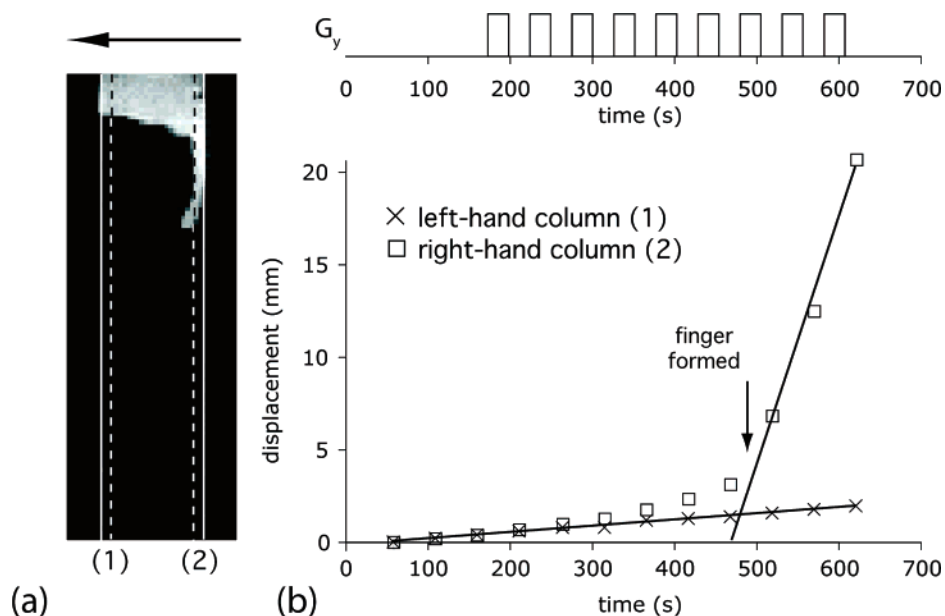 G_y
0 100 200 300 400 500 600 700
time (s)
20
15
10
5
0
displacement (mm)
× left-hand column (1)
□ right-hand column (2)
finger
formed
0 100 200 300 400 500 600 700
time (s)
(1) (2)
(a) (b)